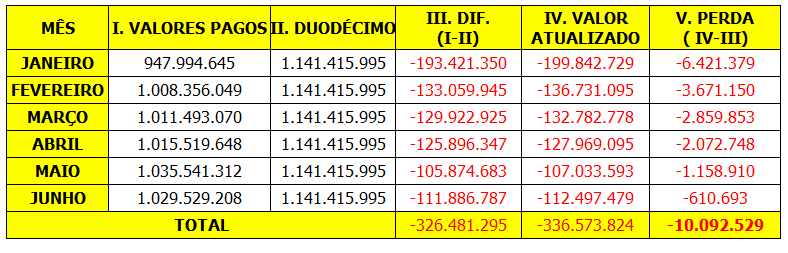 MÊS I. VALORES PAGOS II. DUODÉCIMO III. DIF. (I-II) IV. VALOR ATUALIZADO V. PERDA ( IV-III)
JANEIRO 947.994.645 1.141.415.995 -193.421.350 -199.842.729 -6.421.379
FEVEREIRO 1.008.356.049 1.141.415.995 -133.059.945 -136.731.095 -3.671.150
MARÇO 1.011.493.070 1.141.415.995 -129.922.925 -132.782.778 -2.859.853
ABRIL 1.015.519.648 1.141.415.995 -125.896.347 -127.969.095 -2.072.748
MAIO 1.035.541.312 1.141.415.995 -105.874.683 -107.033.593 -1.158.910
JUNHO 1.029.529.208 1.141.415.995 -111.886.787 -112.497.479 -610.693
TOTAL -326.481.295 -336.573.824 -10.092.529